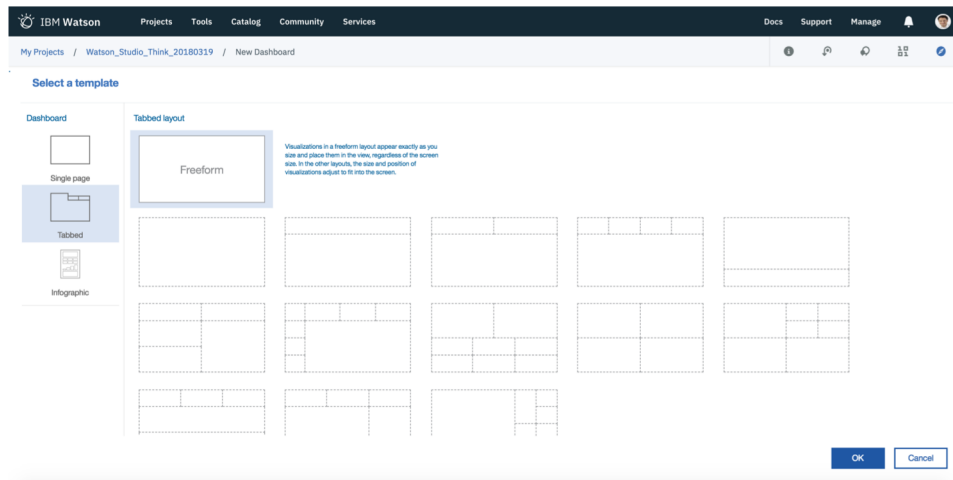 IBM Watson Projects Tools Catalog Community Services Docs Support Manage
My Projects / Watson_Studio_Think_20180319 / New Dashboard
Select a template
Dashboard
Single page
Tabbed
Infographic
Tabbed layout
Freeform
Visualizations in a freeform layout appear exactly as you
size and place them in the view, regardless of the screen
size. In the other layouts, the size and position of
visualizations adjust to fit into the screen.
OK Cancel